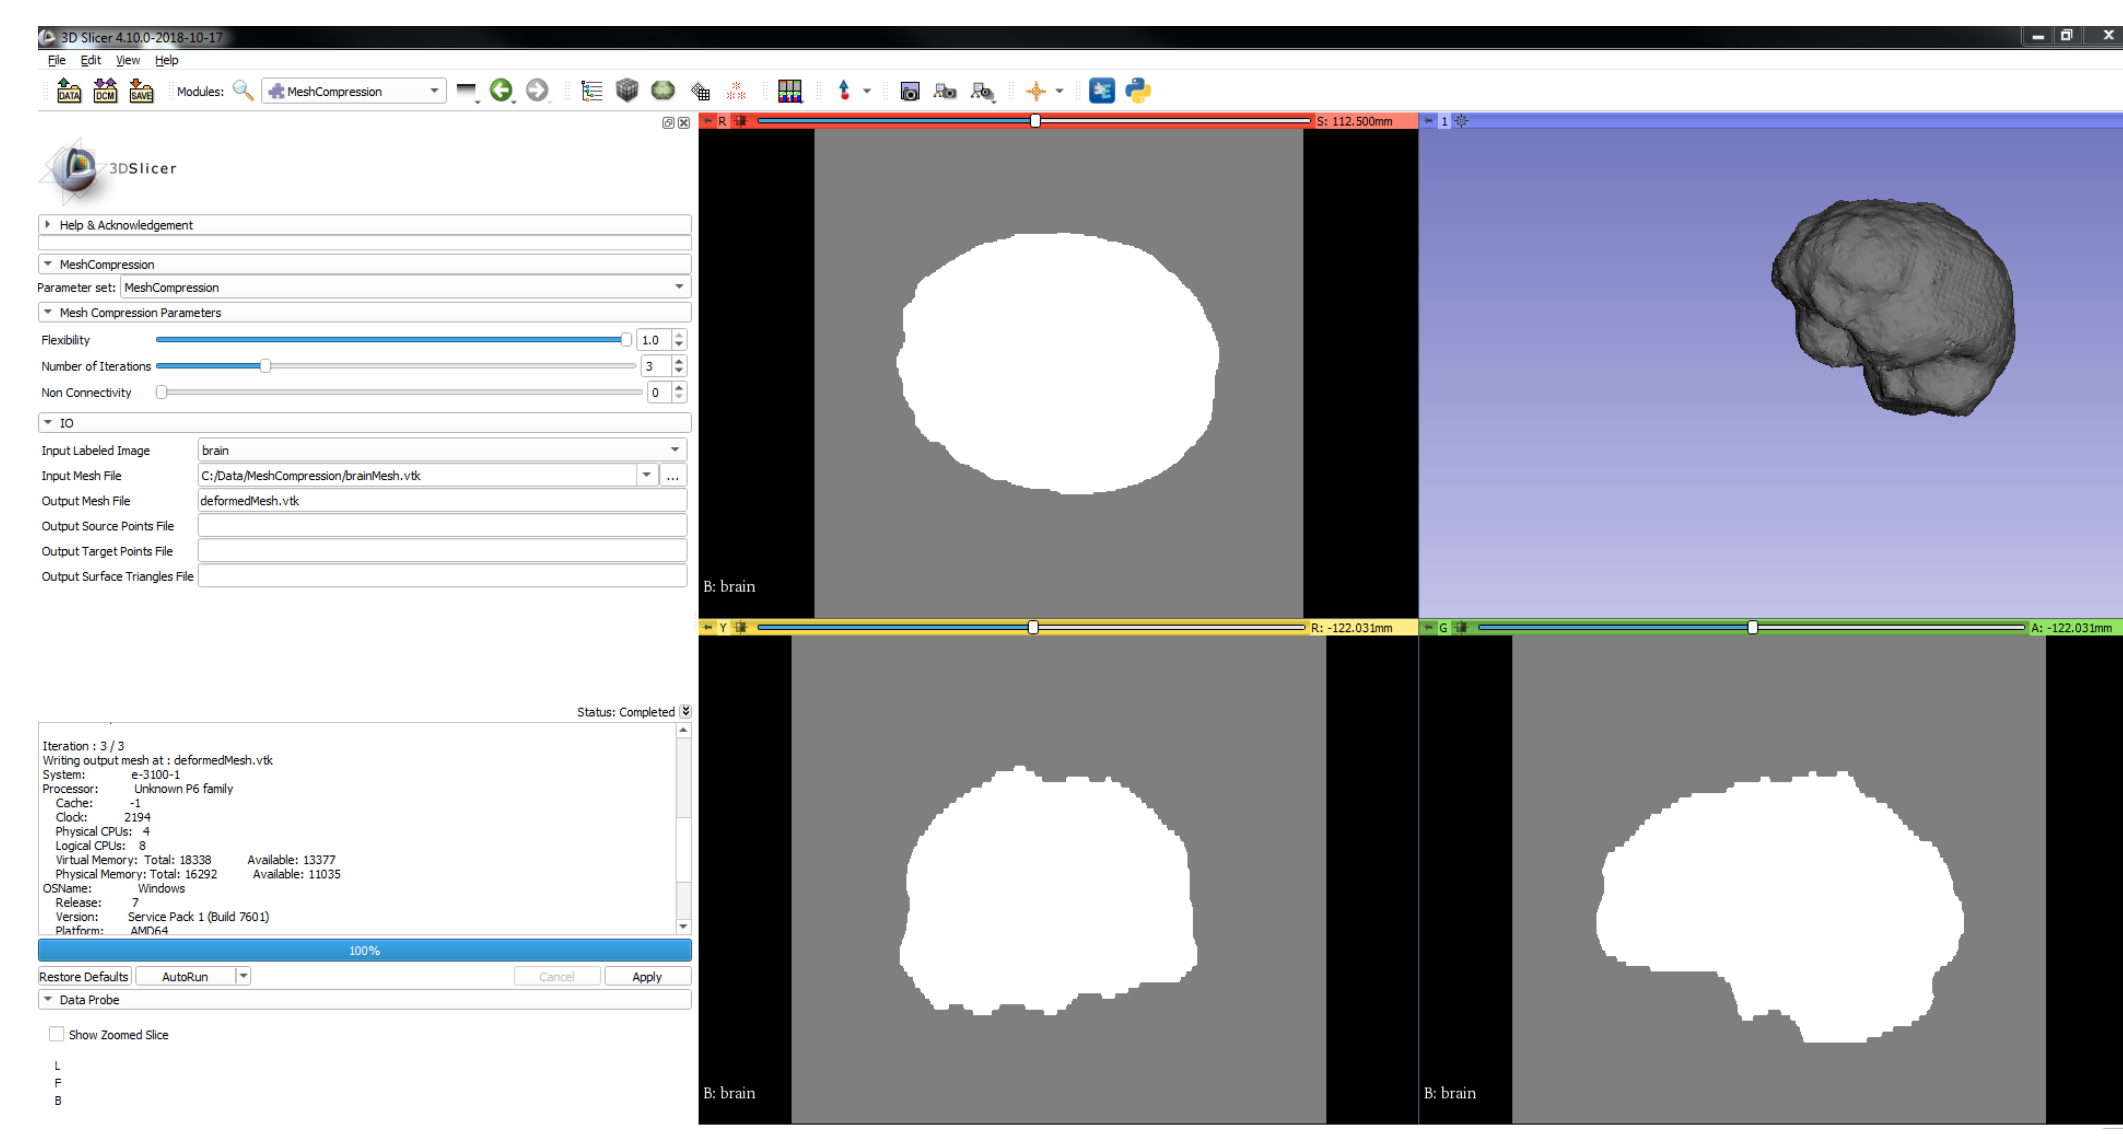 3D Slicer 4.10.0-2018-10-17
File Edit View Help
DATA DCM SAVE Modules: MeshCompression
3DSlicer
Help & Acknowledgement
MeshCompression
Parameter set: MeshCompression
Mesh Compression Parameters
Flexibility 1.0
Number of Iterations 3
Non Connectivity 0
IO
Input Labeled Image brain
Input Mesh File C:/Data/MeshCompression/brainMesh.vtk ...
Output Mesh File deformedMesh.vtk
Output Source Points File
Output Target Points File
Output Surface Triangles File
Status: Completed
Iteration : 3 / 3
Writing output mesh at : deformedMesh.vtk
System: e-3100-1
Processor: Unknown P6 family
Cache: -1
Clock: 2194
Physical CPUs: 4
Logical CPUs: 8
Virtual Memory: Total: 18338 Available: 13377
Physical Memory: Total: 16292 Available: 11035
OSName: Windows
Release: 7
Version: Service Pack 1 (Build 7601)
Platform: AMD64
100%
Restore Defaults AutoRun Cancel Apply
Data Probe
Show Zoomed Slice
L
F
B
R S: 112.500mm
B: brain
1
Y R: -122.031mm
B: brain
G A: -122.031mm
B: brain